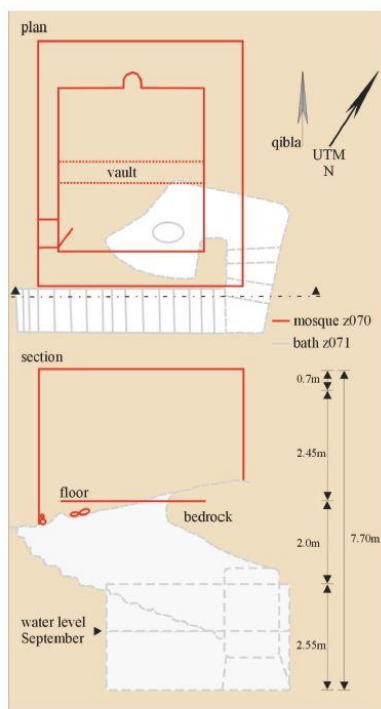 plan
qibla
UTM
N
vault
mosque z070
bath z071
section
0.7m
2.45m
floor
bedrock
2.0m
7.70m
water level
September
2.55m